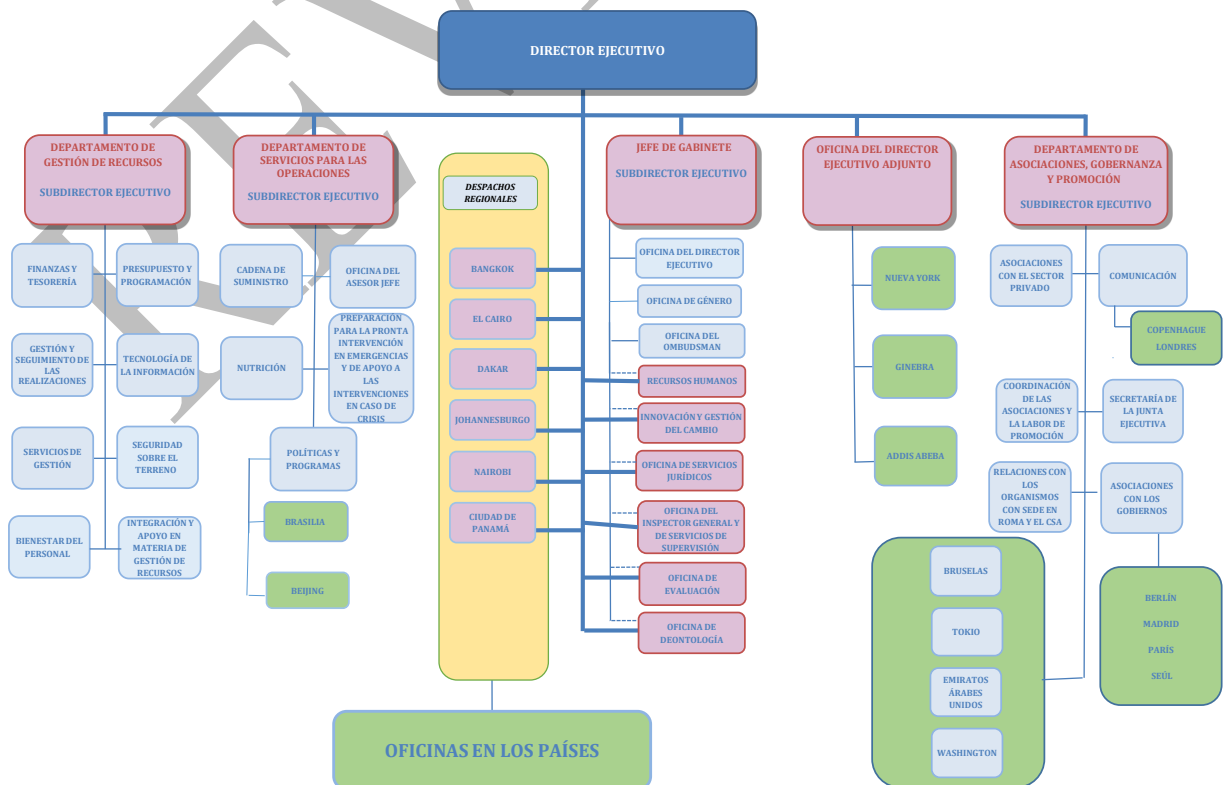 DIRECTOR EJECUTIVO
DEPARTAMENTO DE
GESTIÓN DE RECURSOS
SUBDIRECTOR EJECUTIVO
FINANZAS Y
TESORERÍA
PRESUPUESTO Y
PROGRAMACIÓN
GESTIÓN Y
SEGUIMIENTO DE
LAS
REALIZACIONES
TECNOLOGÍA DE
LA INFORMACIÓN
SERVICIOS DE
GESTIÓN
SEGURIDAD
SOBRE EL
TERRENO
BIENESTAR DEL
PERSONAL
INTEGRACIÓN Y
APOYO EN
MATERIA DE
GESTIÓN DE
RECURSOS
DEPARTAMENTO DE
SERVICIOS PARA LAS
OPERACIONES
SUBDIRECTOR EJECUTIVO
CADENA DE
SUMINISTRO
OFICINA DEL
ASESOR JEFE
NUTRICIÓN
PREPARACIÓN
PARA LA PRONTA
INTERVENCIÓN
EN EMERGENCIAS
Y DE APOYO A
LAS
INTERVENCIONES
EN CASO DE
CRISIS
POLÍTICAS Y
PROGRAMAS
BRASILIA
BEIJING
DESPACHOS
REGIONALES
BANGKOK
EL CAIRO
DAKAR
JOHANNESBURGO
NAIROBI
CIUDAD DE
PANAMÁ
OFICINAS EN LOS PAÍSES
JEFE DE GABINETE
SUBDIRECTOR EJECUTIVO
OFICINA DEL DIRECTOR
EJECUTIVO
OFICINA DE GÉNERO
OFICINA DEL
OMBUDSMAN
RECURSOS HUMANOS
INNOVACIÓN Y GESTIÓN
DEL CAMBIO
OFICINA DE SERVICIOS
JURÍDICOS
OFICINA DEL
INSPECTOR GENERAL Y
DE SERVICIOS DE
SUPERVISIÓN
OFICINA DE
EVALUACIÓN
OFICINA DE
DEONTOLOGÍA
OFICINA DEL DIRECTOR
EJECUTIVO ADJUNTO
NUEVA YORK
GINEBRA
ADDIS ABEBA
DEPARTAMENTO DE
ASOCIACIONES, GOBERNANZA
Y PROMOCIÓN
SUBDIRECTOR EJECUTIVO
ASOCIACIONES
CON EL SECTOR
PRIVADO
COMUNICACIÓN
COPENHAGUE
LONDRES
COORDINACIÓN
DE LAS
ASOCIACIONES Y
LA LABOR DE
PROMOCIÓN
SECRETARÍA DE
LA JUNTA
EJECUTIVA
RELACIONES CON
LOS
ORGANISMOS
CON SEDE EN
ROMA Y EL CSA
ASOCIACIONES
CON LOS
GOBIERNOS
BRUSELAS
TOKIO
EMIRATOS
ÁRABES
UNIDOS
WASHINGTON
BERLÍN
MADRID
PARÍS
SEÚL